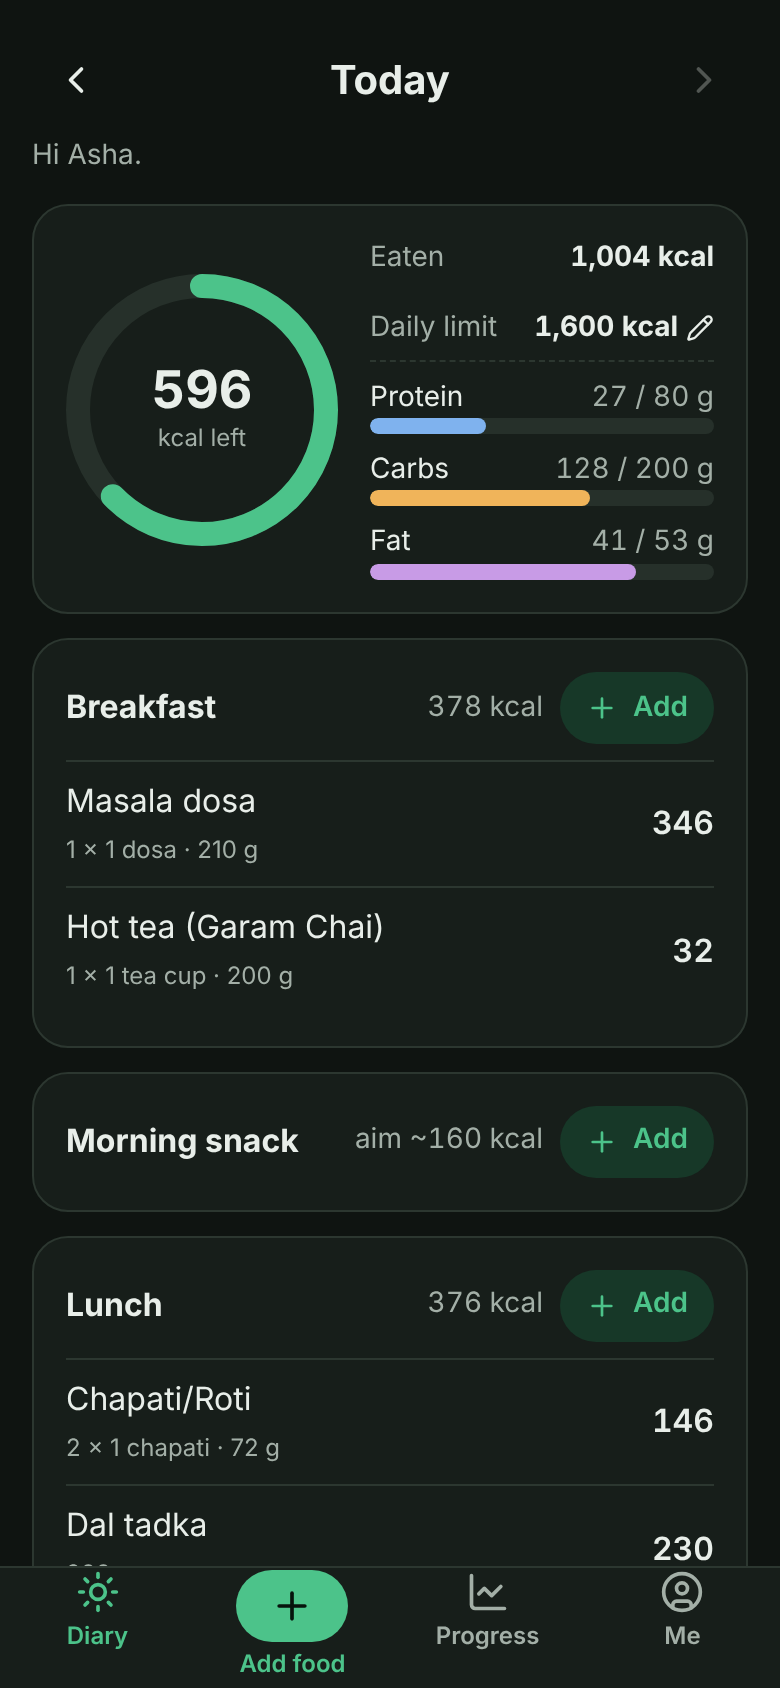 Today
Hi Asha.
596
kcal left
Eaten 1,004 kcal
Daily limit 1,600 kcal
Protein 27 / 80 g
Carbs 128 / 200 g
Fat 41 / 53 g
Breakfast 378 kcal + Add
Masala dosa 346
1 × 1 dosa · 210 g
Hot tea (Garam Chai) 32
1 × 1 tea cup · 200 g
Morning snack aim ~160 kcal + Add
Lunch 376 kcal + Add
Chapati/Roti 146
2 × 1 chapati · 72 g
Dal tadka 230
Diary
Add food
Progress
Me